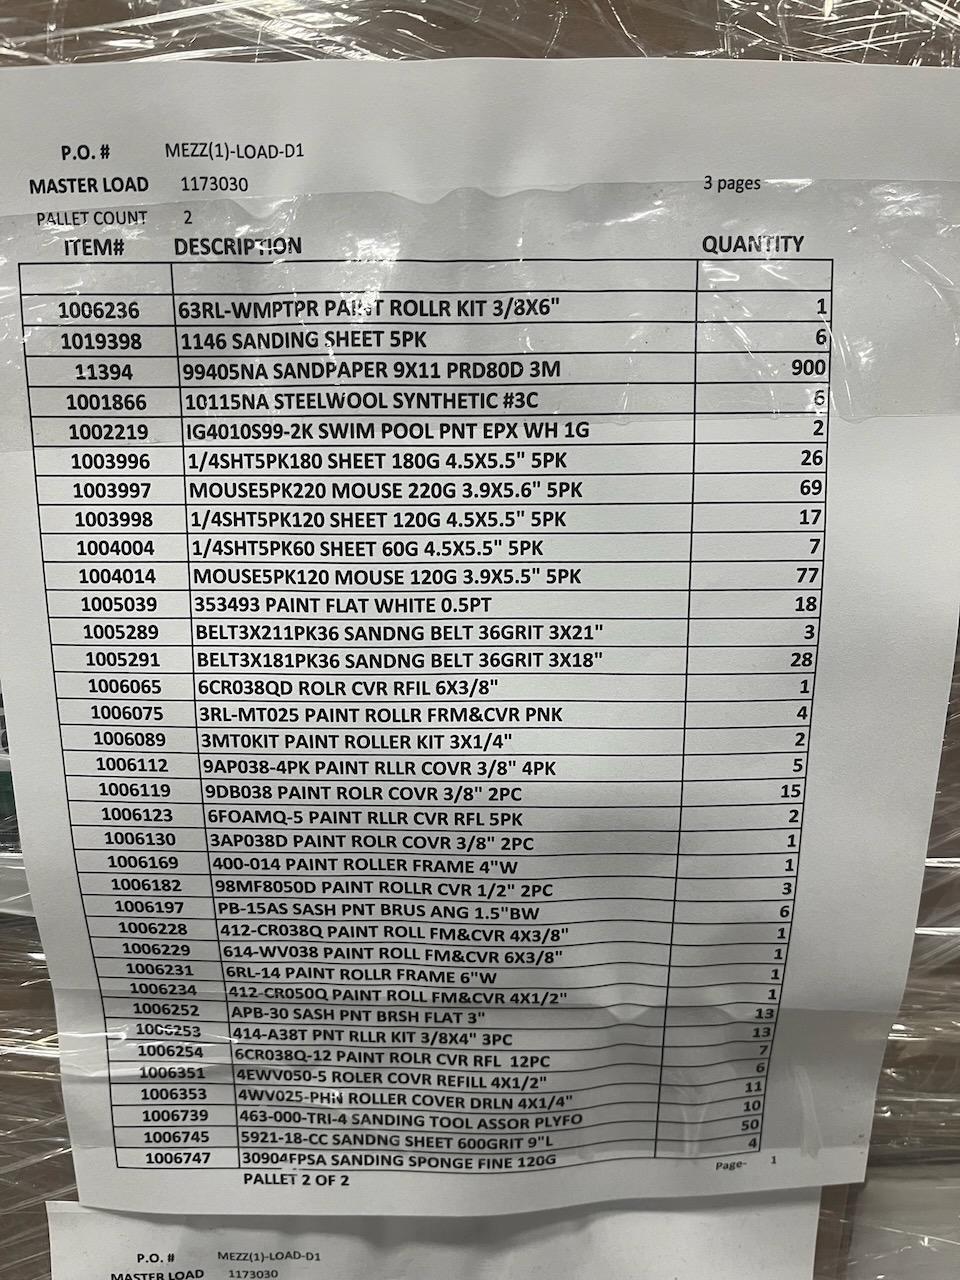 P.O. # MEZZ(1)-LOAD-D1
MASTER LOAD 1173030 3 pages
PALLET COUNT 2
ITEM# DESCRIPTION QUANTITY
1006236 63RL-WMPTPR PAINT ROLLR KIT 3/8X6" 1
1019398 1146 SANDING SHEET 5PK 6
11394 99405NA SANDPAPER 9X11 PRD80D 3M 900
1001866 10115NA STEELWOOL SYNTHETIC #3C 6
1002219 IG4010S99-2K SWIM POOL PNT EPX WH 1G 2
1003996 1/4SHT5PK180 SHEET 180G 4.5X5.5" 5PK 26
1003997 MOUSE5PK220 MOUSE 220G 3.9X5.6" 5PK 69
1003998 1/4SHT5PK120 SHEET 120G 4.5X5.5" 5PK 17
1004004 1/4SHT5PK60 SHEET 60G 4.5X5.5" 5PK 7
1004014 MOUSE5PK120 MOUSE 120G 3.9X5.5" 5PK 77
1005039 353493 PAINT FLAT WHITE 0.5PT 18
1005289 BELT3X211PK36 SANDNG BELT 36GRIT 3X21" 3
1005291 BELT3X181PK36 SANDNG BELT 36GRIT 3X18" 28
1006065 6CR038QD ROLR CVR RFIL 6X3/8" 1
1006075 3RL-MT025 PAINT ROLLR FRM&CVR PNK 4
1006089 3MT0KIT PAINT ROLLER KIT 3X1/4" 2
1006112 9AP038-4PK PAINT RLLR COVR 3/8" 4PK 5
1006119 9DB038 PAINT ROLR COVR 3/8" 2PC 15
1006123 6FOAMQ-5 PAINT RLLR CVR RFL 5PK 2
1006130 3AP038D PAINT ROLR COVR 3/8" 2PC 1
1006169 400-014 PAINT ROLLER FRAME 4"W 1
1006182 98MF8050D PAINT ROLLR CVR 1/2" 2PC 3
1006197 PB-15AS SASH PNT BRUS ANG 1.5"BW 6
1006228 412-CR038Q PAINT ROLL FM&CVR 4X3/8" 1
1006229 614-WV038 PAINT ROLL FM&CVR 6X3/8" 1
1006231 6RL-14 PAINT ROLLR FRAME 6"W 1
1006234 412-CR050Q PAINT ROLL FM&CVR 4X1/2" 1
1006252 APB-30 SASH PNT BRSH FLAT 3" 13
1006253 414-A38T PNT RLLR KIT 3/8X4" 3PC 13
1006254 6CR038Q-12 PAINT ROLR CVR RFL 12PC 7
1006351 4EWV050-5 ROLER COVR REFILL 4X1/2" 6
1006353 4WV025-PHN ROLLER COVER DRLN 4X1/4" 11
1006739 463-000-TRI-4 SANDING TOOL ASSOR PLYFO 10
1006745 5921-18-CC SANDNG SHEET 600GRIT 9"L 50
1006747 30904FPSA SANDING SPONGE FINE 120G 4
PALLET 2 OF 2 Page- 1
P.O. # MEZZ(1)-LOAD-D1
MASTER LOAD 1173030